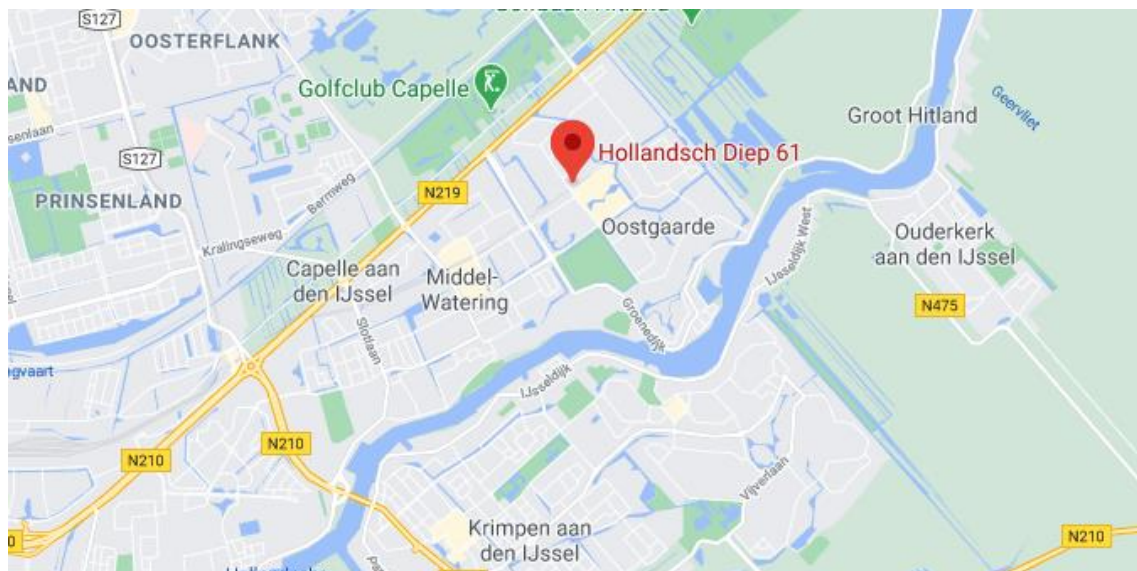 S127
OOSTERFLANK
Golfclub Capelle
Groot Hitland
Geervliet
S127
Hollandsch Diep 61
PRINSENLAND
Bermweg
N219
Kralingseweg
Oostgaarde
IJsseldijk West
Ouderkerk
aan den IJssel
Capelle aan
den IJssel
Middel-
Watering
N475
Groenedijk
Slotlaan
IJsseldijk
N210
N210
Vijverlaan
Krimpen aan
den IJssel
N210